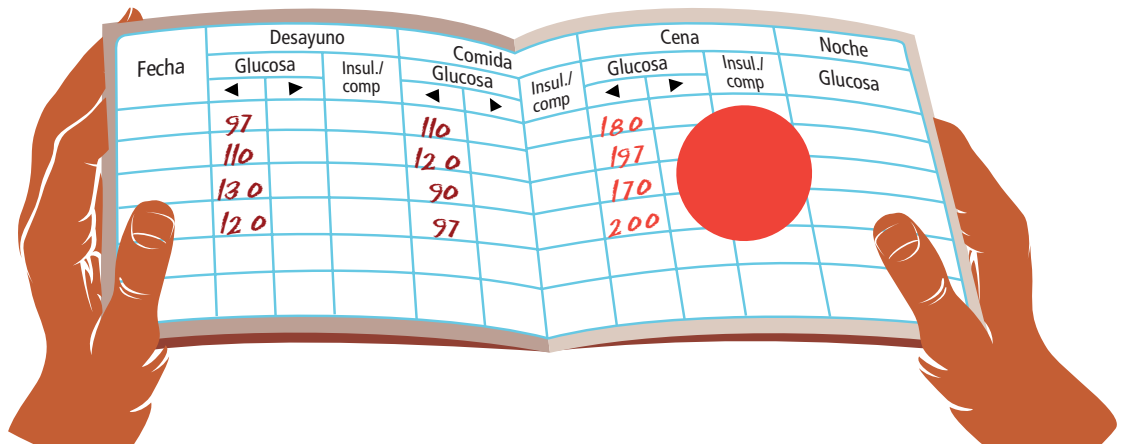 Desayuno Comida Cena Noche
Fecha Glucosa Insul./ comp Glucosa Insul./ comp Glucosa Insul./ comp Glucosa
97 110 180
110 120 197
130 90 170
120 97 200